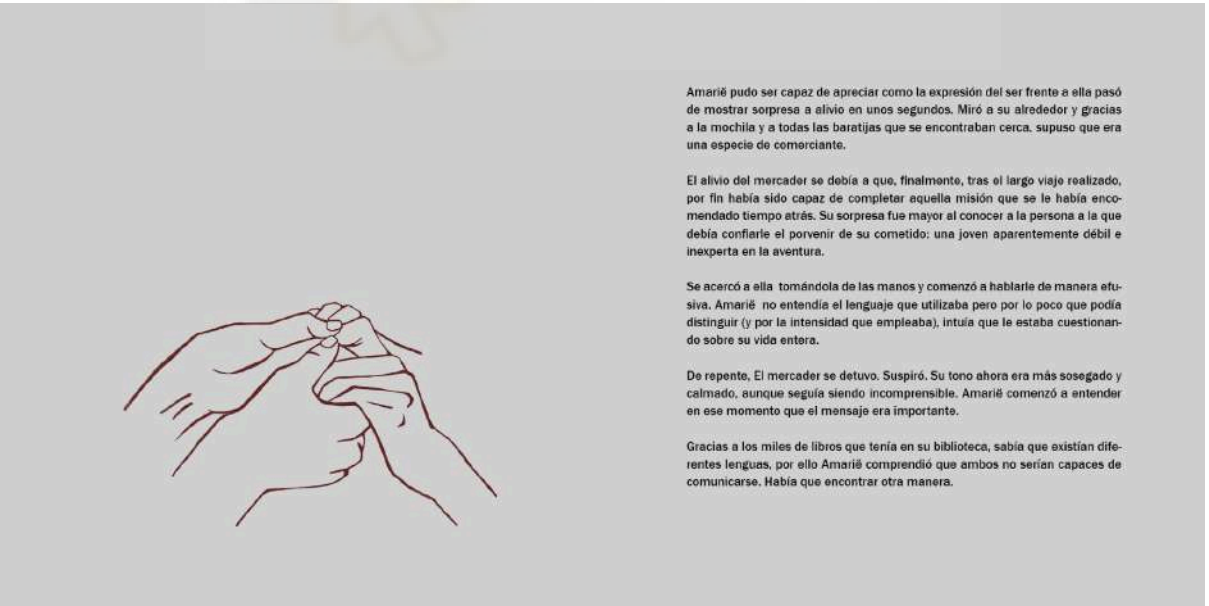 Amarië pudo ser capaz de apreciar como la expresión del ser frente a ella pasó
de mostrar sorpresa a alivio en unos segundos. Miró a su alrededor y gracias
a la mochila y a todas las baratijas que se encontraban cerca, supuso que era
una especie de comerciante.
El alivio del mercader se debía a que, finalmente, tras el largo viaje realizado,
por fin había sido capaz de completar aquella misión que se le había enco-
mendado tiempo atrás. Su sorpresa fue mayor al conocer a la persona a la que
debía confiarle el porvenir de su cometido: una joven aparentemente débil e
inexperta en la aventura.
Se acercó a ella tomándola de las manos y comenzó a hablarle de manera efu-
siva. Amarië no entendía el lenguaje que utilizaba pero por lo poco que podía
distinguir (y por la intensidad que empleaba), intuía que le estaba cuestionan-
do sobre su vida entera.
De repente, El mercader se detuvo. Suspiró. Su tono ahora era más sosegado y
calmado, aunque seguía siendo incomprensible. Amarië comenzó a entender
en ese momento que el mensaje era importante.
Gracias a los miles de libros que tenía en su biblioteca, sabía que existían dife-
rentes lenguas, por ello Amarië comprendió que ambos no serían capaces de
comunicarse. Había que encontrar otra manera.